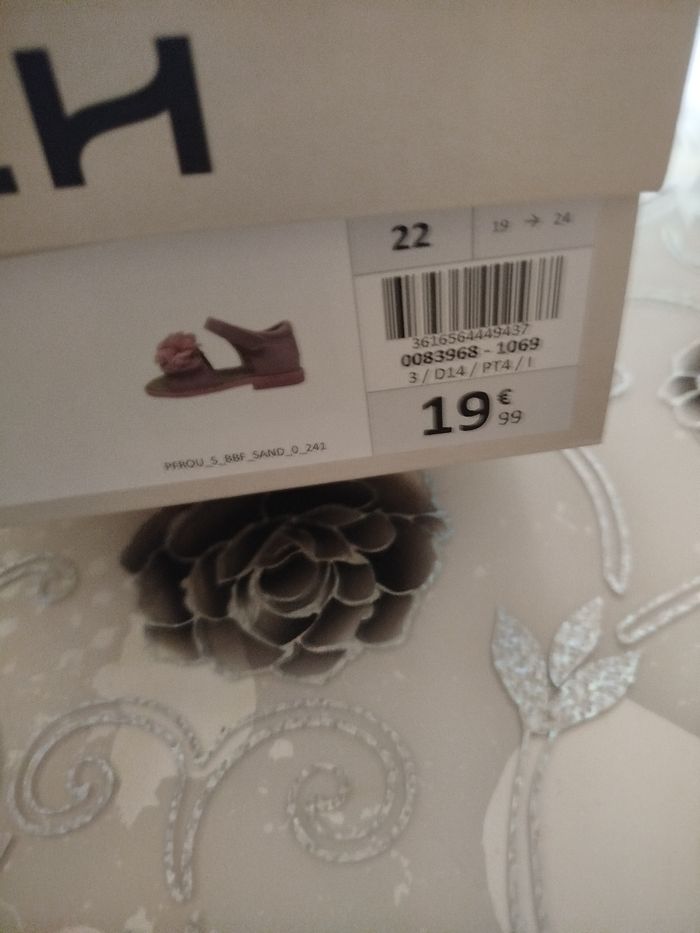 H
22
19 → 24
3616564449437
0083968 - 1069
3 / D14 / PT4 / I
19€99
PFROU_S_BBF_SAND_0_241